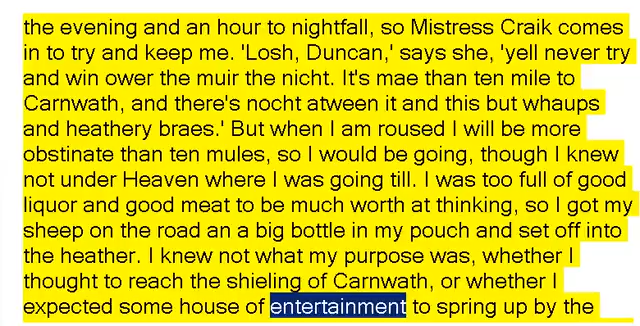 the evening and an hour to nightfall, so Mistress Craik comes
in to try and keep me. 'Losh, Duncan,' says she, 'yell never try
and win ower the muir the nicht. It's mae than ten mile to
Carnwath, and there's nocht atween it and this but whaups
and heathery braes.' But when I am roused I will be more
obstinate than ten mules, so I would be going, though I knew
not under Heaven where I was going till. I was too full of good
liquor and good meat to be much worth at thinking, so I got my
sheep on the road an a big bottle in my pouch and set off into
the heather. I knew not what my purpose was, whether I
thought to reach the shieling of Carnwath, or whether I
expected some house of entertainment to spring up by the